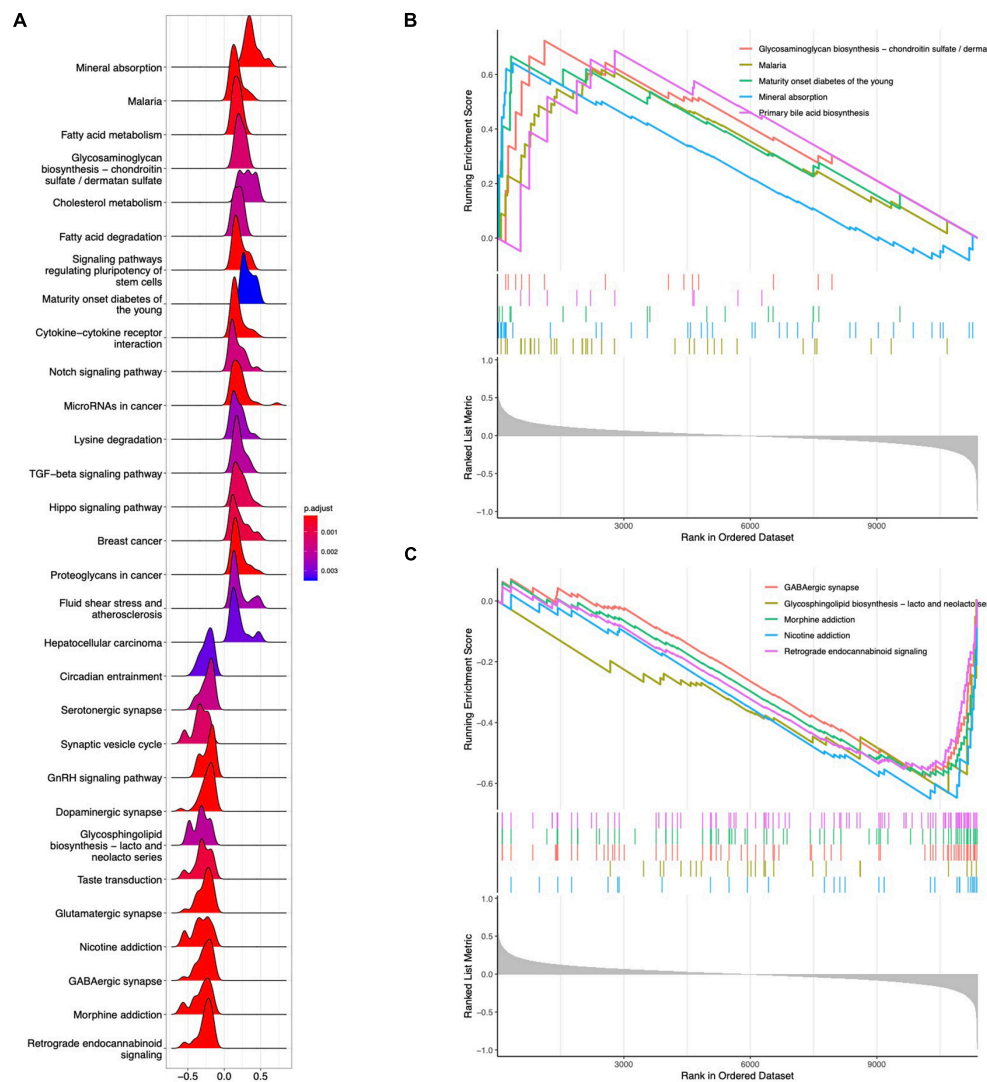 A
Mineral absorption
Malaria
Fatty acid metabolism
Glycosaminoglycan
biosynthesis − chondroitin
sulfate / dermatan sulfate
Cholesterol metabolism
Fatty acid degradation
Signaling pathways
regulating pluripotency of
stem cells
Maturity onset diabetes of
the young
Cytokine−cytokine receptor
interaction
Notch signaling pathway
MicroRNAs in cancer
Lysine degradation
TGF−beta signaling pathway
Hippo signaling pathway
Breast cancer
Proteoglycans in cancer
Fluid shear stress and
atherosclerosis
Hepatocellular carcinoma
Circadian entrainment
Serotonergic synapse
Synaptic vesicle cycle
GnRH signaling pathway
Dopaminergic synapse
Glycosphingolipid
biosynthesis − lacto and
neolacto series
Taste transduction
Glutamatergic synapse
Nicotine addiction
GABAergic synapse
Morphine addiction
Retrograde endocannabinoid
signaling
−0.5 0.0 0.5
p.adjust
0.001
0.002
0.003
B
Running Enrichment Score
0.6
0.4
0.2
0.0
Glycosaminoglycan biosynthesis − chondroitin sulfate / derma
Malaria
Maturity onset diabetes of the young
Mineral absorption
Primary bile acid biosynthesis
Ranked List Metric
1.0
0.5
0.0
−0.5
−1.0
3000 6000 9000
Rank in Ordered Dataset
C
Running Enrichment Score
0.0
−0.2
−0.4
−0.6
GABAergic synapse
Glycosphingolipid biosynthesis − lacto and neolacto se
Morphine addiction
Nicotine addiction
Retrograde endocannabinoid signaling
Ranked List Metric
1.0
0.5
0.0
−0.5
−1.0
3000 6000 9000
Rank in Ordered Dataset